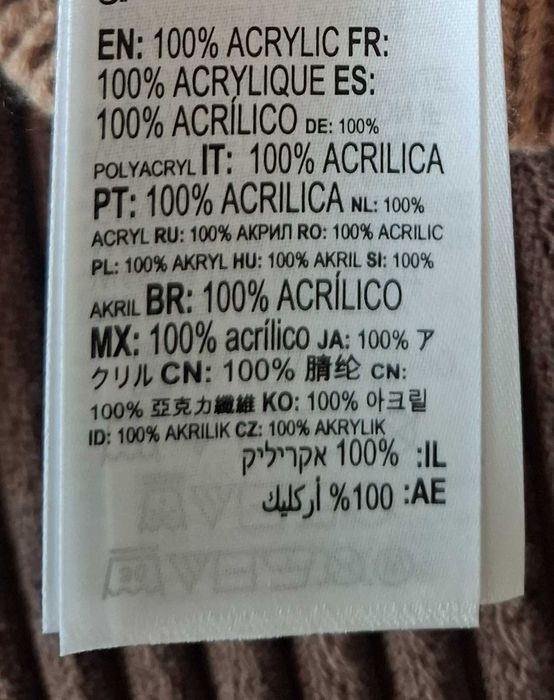 EN: 100% ACRYLIC FR:
100% ACRYLIQUE ES:
100% ACRÍLICO DE: 100%
POLYACRYL IT: 100% ACRILICA
PT: 100% ACRILICA NL: 100%
ACRYL RU: 100% АКРИЛ RO: 100% ACRILIC
PL: 100% AKRYL HU: 100% AKRIL SI: 100%
AKRIL BR: 100% ACRÍLICO
MX: 100% acrílico JA: 100% ア
クリル CN: 100% 腈纶 CN:
100% 亞克力纖維 KO: 100% 아크릴
ID: 100% AKRILIK CZ: 100% AKRYLIK
IL: 100% אקריליק
AE: 100% أركليك